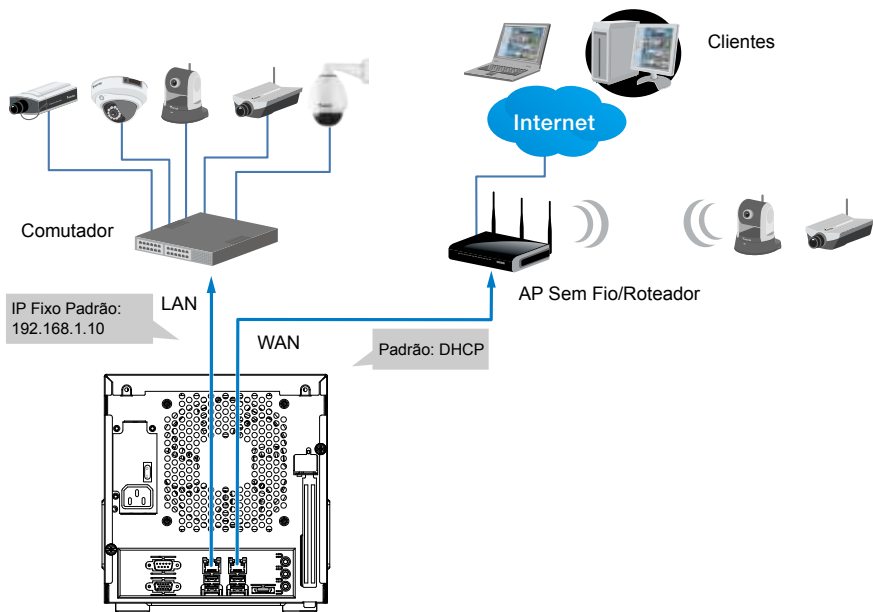 Clientes
Internet
Comutador
AP Sem Fio/Roteador
IP Fixo Padrão:
192.168.1.10
LAN
WAN
Padrão: DHCP